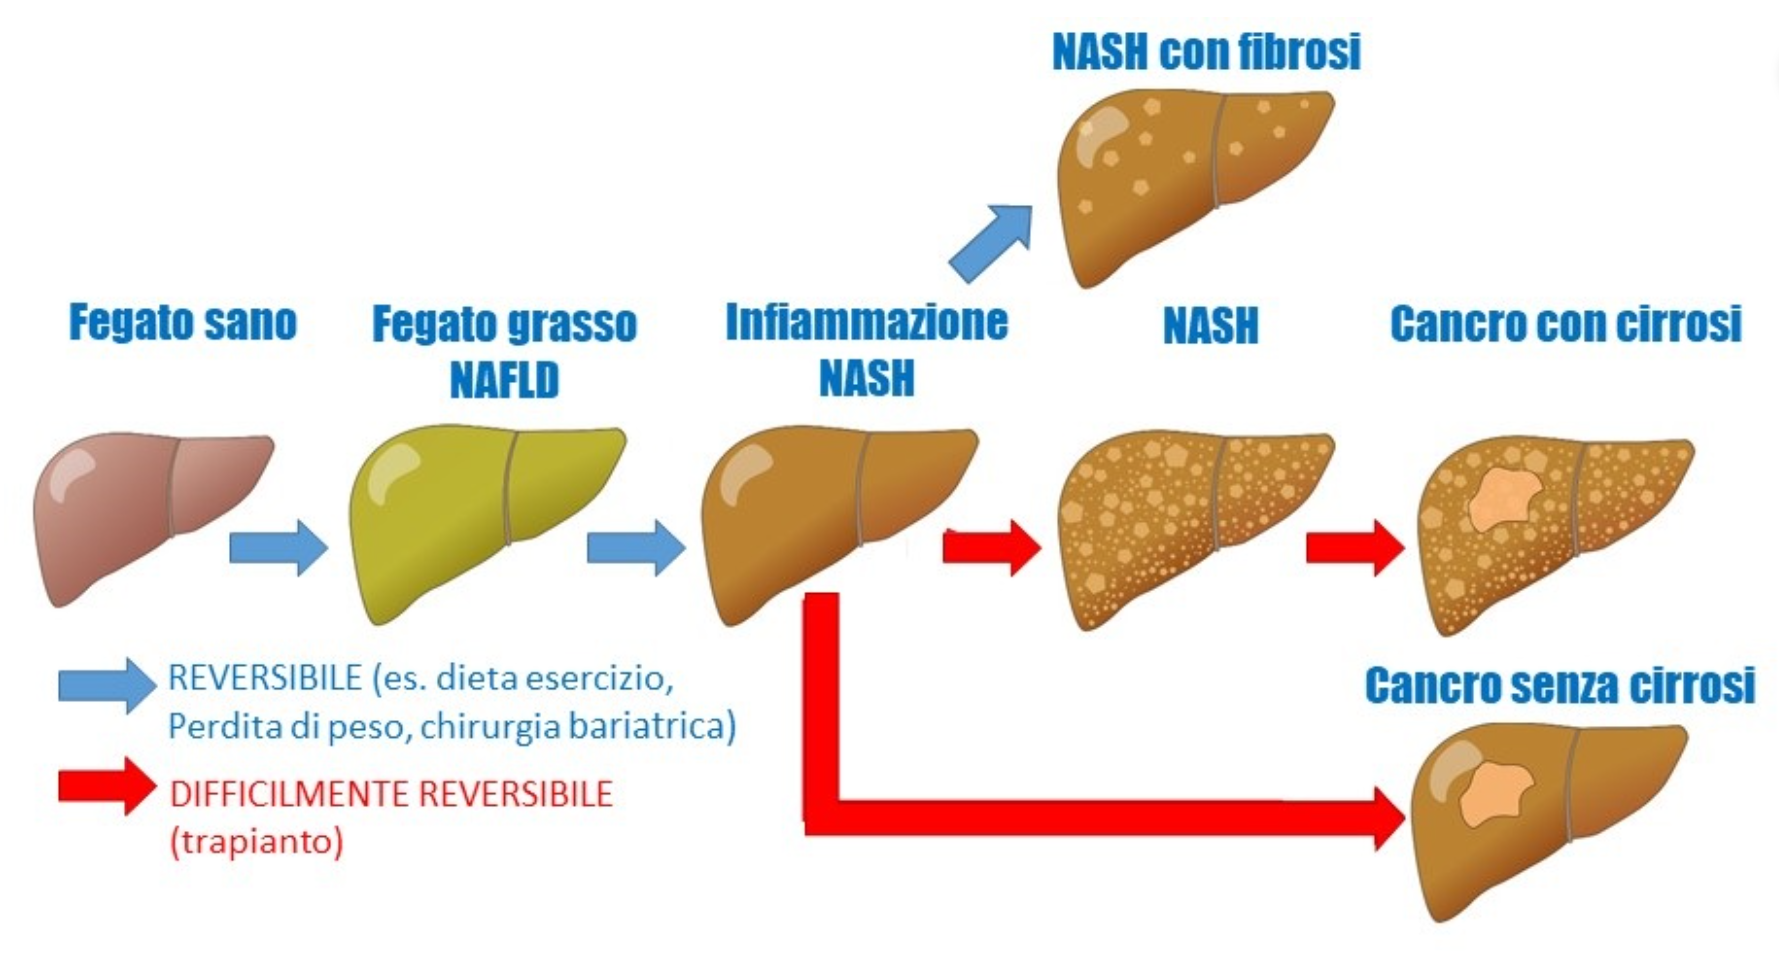 NASH con fibrosi
Fegato sano
Fegato grasso
NAFLD
Infiammazione
NASH
NASH
Cancro con cirrosi
REVERSIBILE (es. dieta esercizio,
Perdita di peso, chirurgia bariatrica)
DIFFICILMENTE REVERSIBILE
(trapianto)
Cancro senza cirrosi